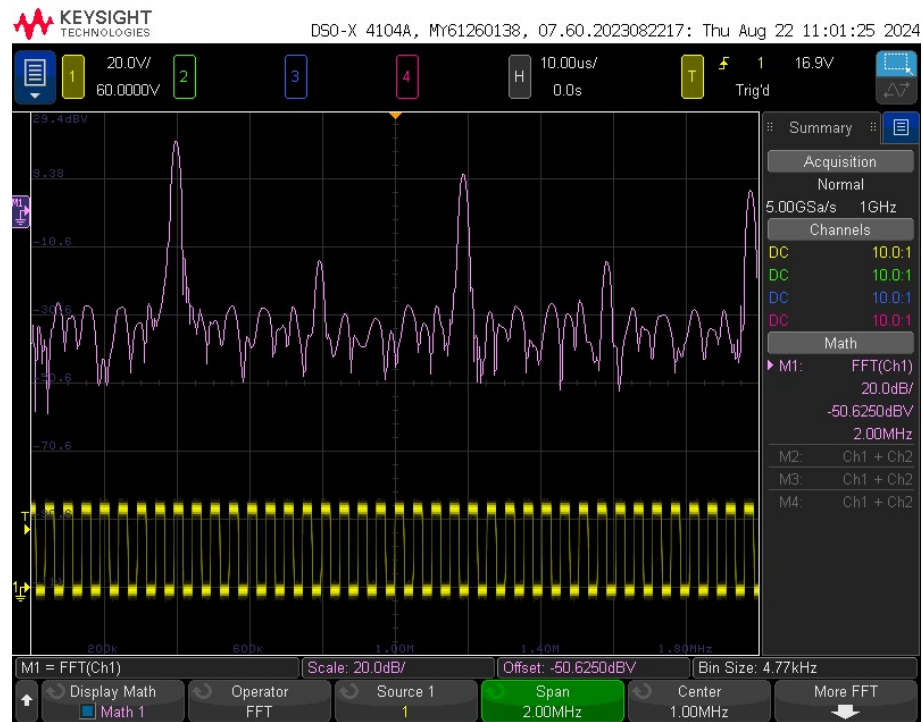 KEYSIGHT
TECHNOLOGIES
DSO-X 4104A, MY61260138, 07.60.2023082217: Thu Aug 22 11:01:25 2024
1 20.0V/ 2 3 4 H 10.00us/ T 1 16.9V
60.0000V 0.0s Trig'd
29.4dBV
9.38
M1
-10.6
-30.6
-50.6
-70.6
T
1
200k 600k 1.00M 1.40M 1.80MHz
Summary
Acquisition
Normal
5.00GSa/s 1GHz
Channels
DC 10.0:1
DC 10.0:1
DC 10.0:1
DC 10.0:1
Math
M1: FFT(Ch1)
20.0dB/
-50.6250dBV
2.00MHz
M2: Ch1 + Ch2
M3: Ch1 + Ch2
M4: Ch1 + Ch2
M1 = FFT(Ch1) Scale: 20.0dB/ Offset: -50.6250dBV Bin Size: 4.77kHz
Display Math Operator Source 1 Span Center More FFT
Math 1 FFT 1 2.00MHz 1.00MHz